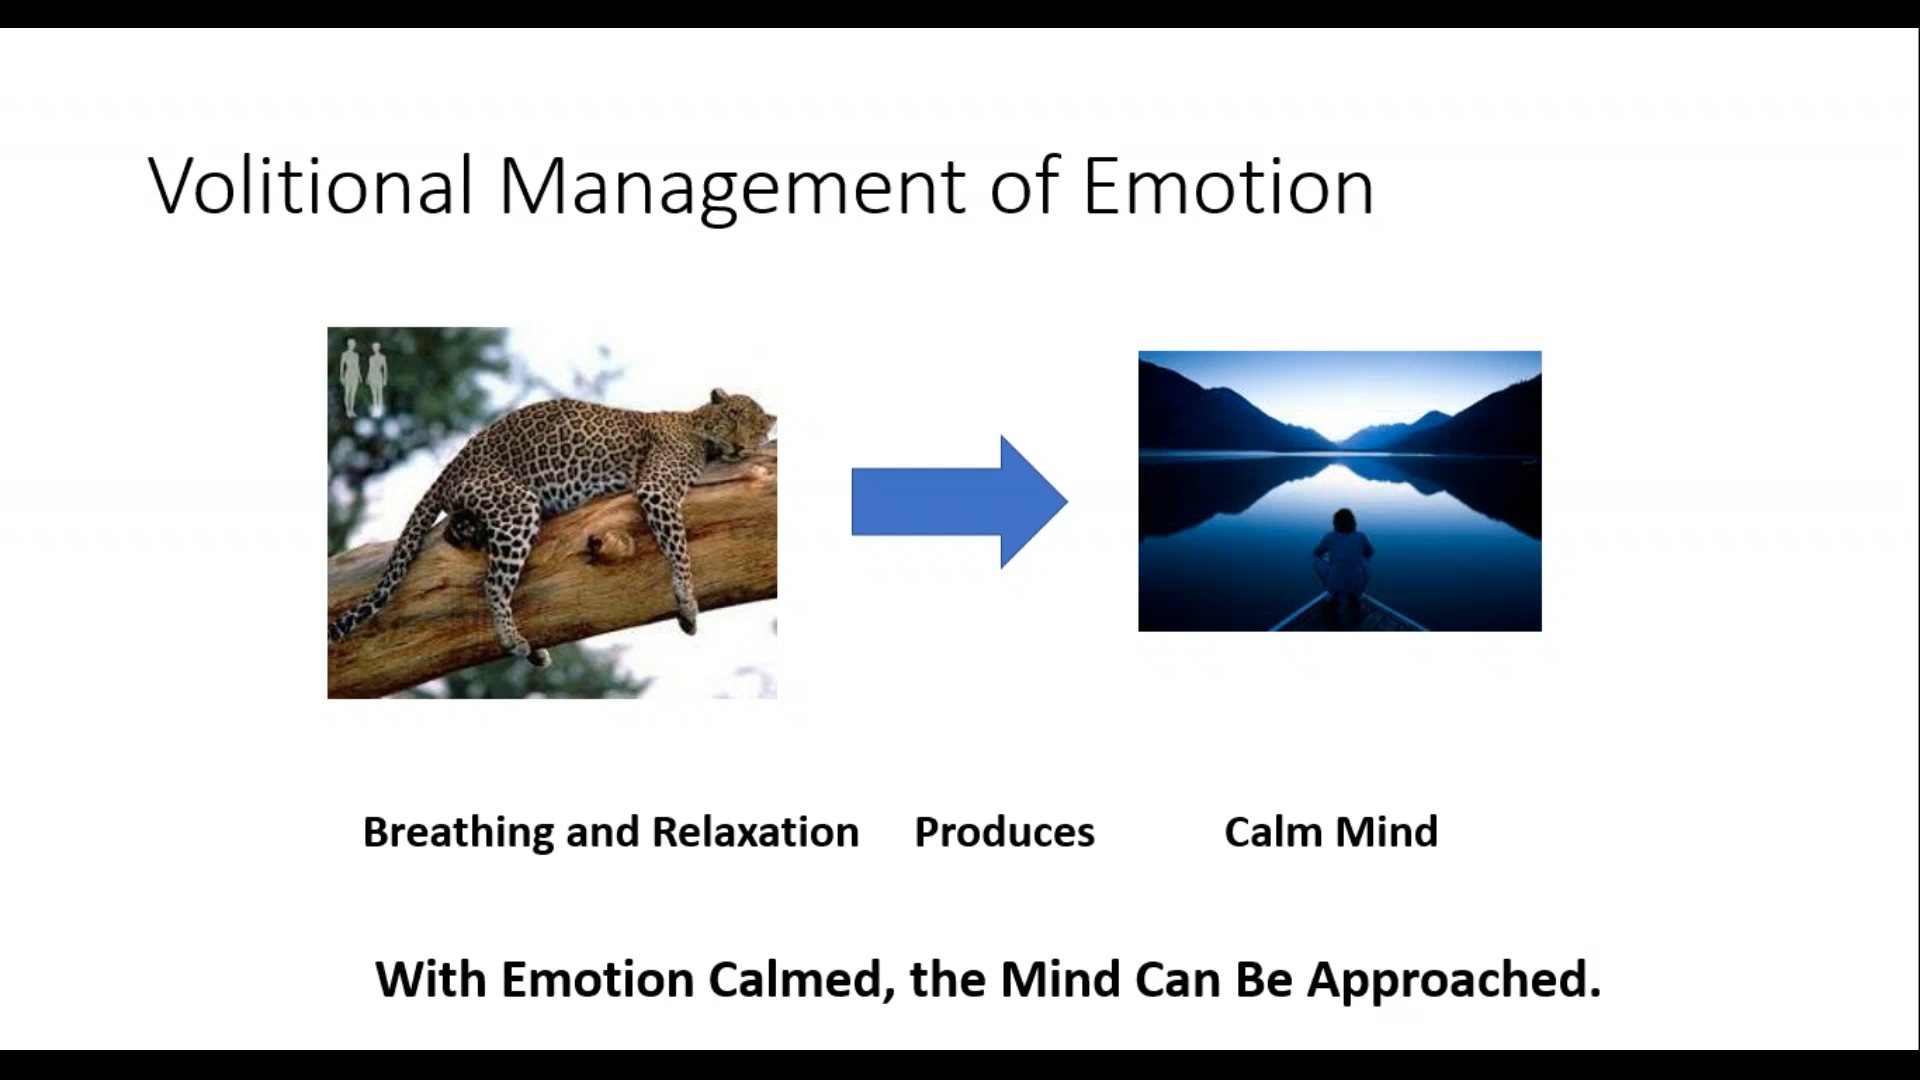 Volitional Management of Emotion
Breathing and Relaxation Produces Calm Mind
With Emotion Calmed, the Mind Can Be Approached.